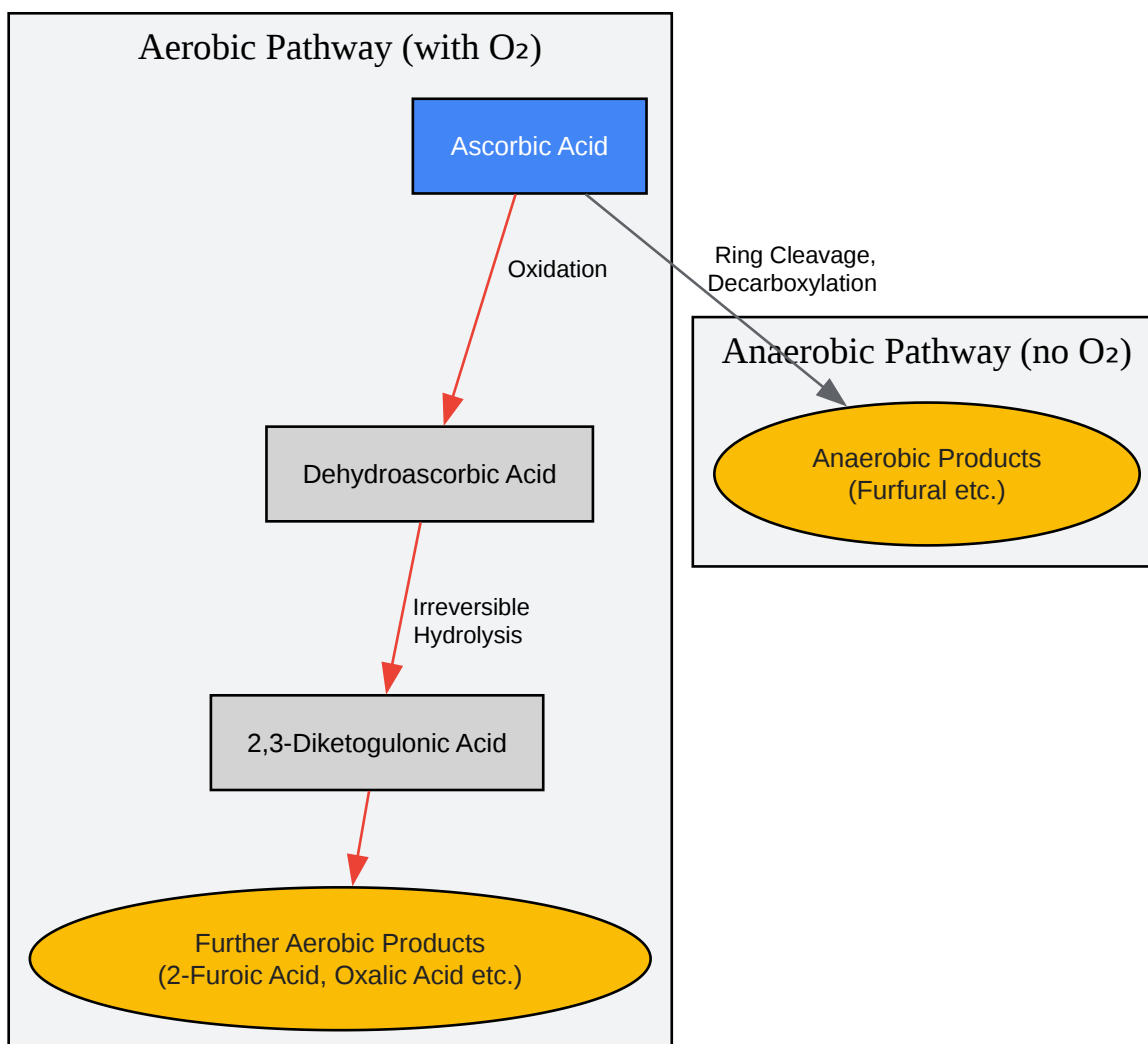 Aerobic Pathway (with O₂)
Ascorbic Acid
Oxidation
Ring Cleavage,
Decarboxylation
Anaerobic Pathway (no O₂)
Anaerobic Products
(Furfural etc.)
Dehydroascorbic Acid
Irreversible
Hydrolysis
2,3-Diketogulonic Acid
Further Aerobic Products
(2-Furoic Acid, Oxalic Acid etc.)